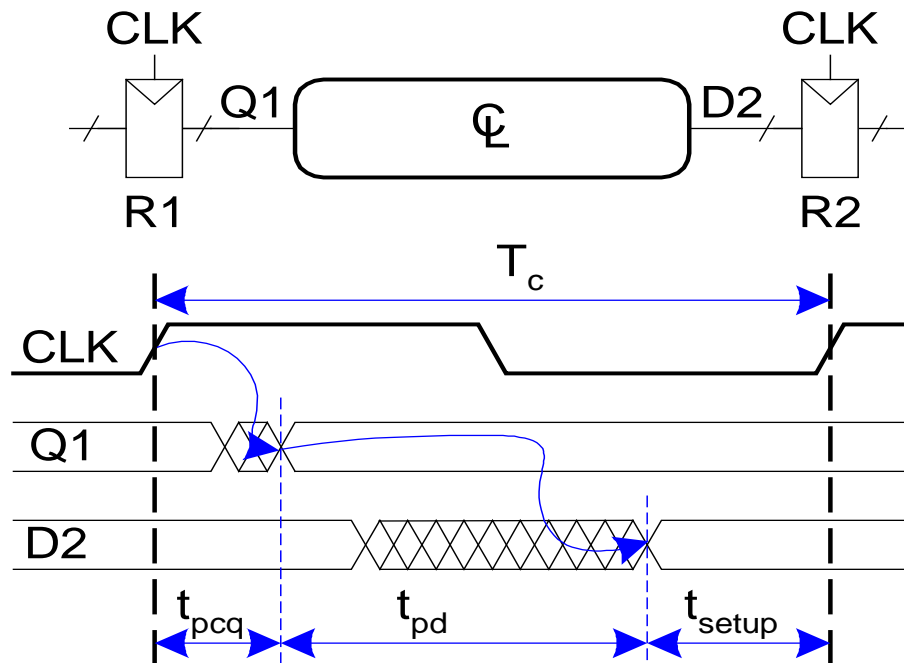 CLK CLK
Q1 CL D2
R1 R2
Tc
CLK
Q1
D2
tpcq tpd tsetup